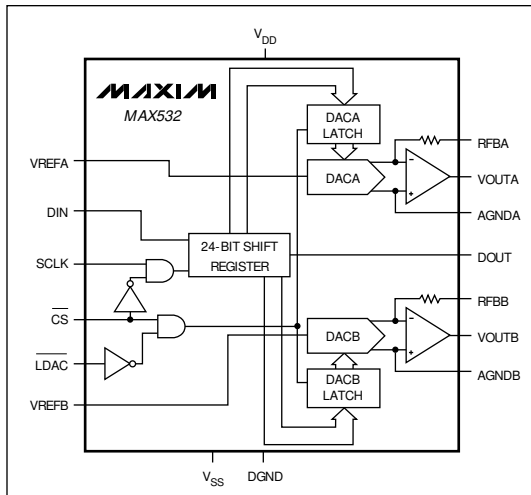 VDD
MAXIM
MAX532
DACA
LATCH
RFBA
VREFA
DACA
VOUTA
AGNDA
DIN
24-BIT SHIFT
REGISTER
DOUT
SCLK
CS
RFBB
DACB
VOUTB
LDAC
AGNDB
DACB
LATCH
VREFB
VSS
DGND